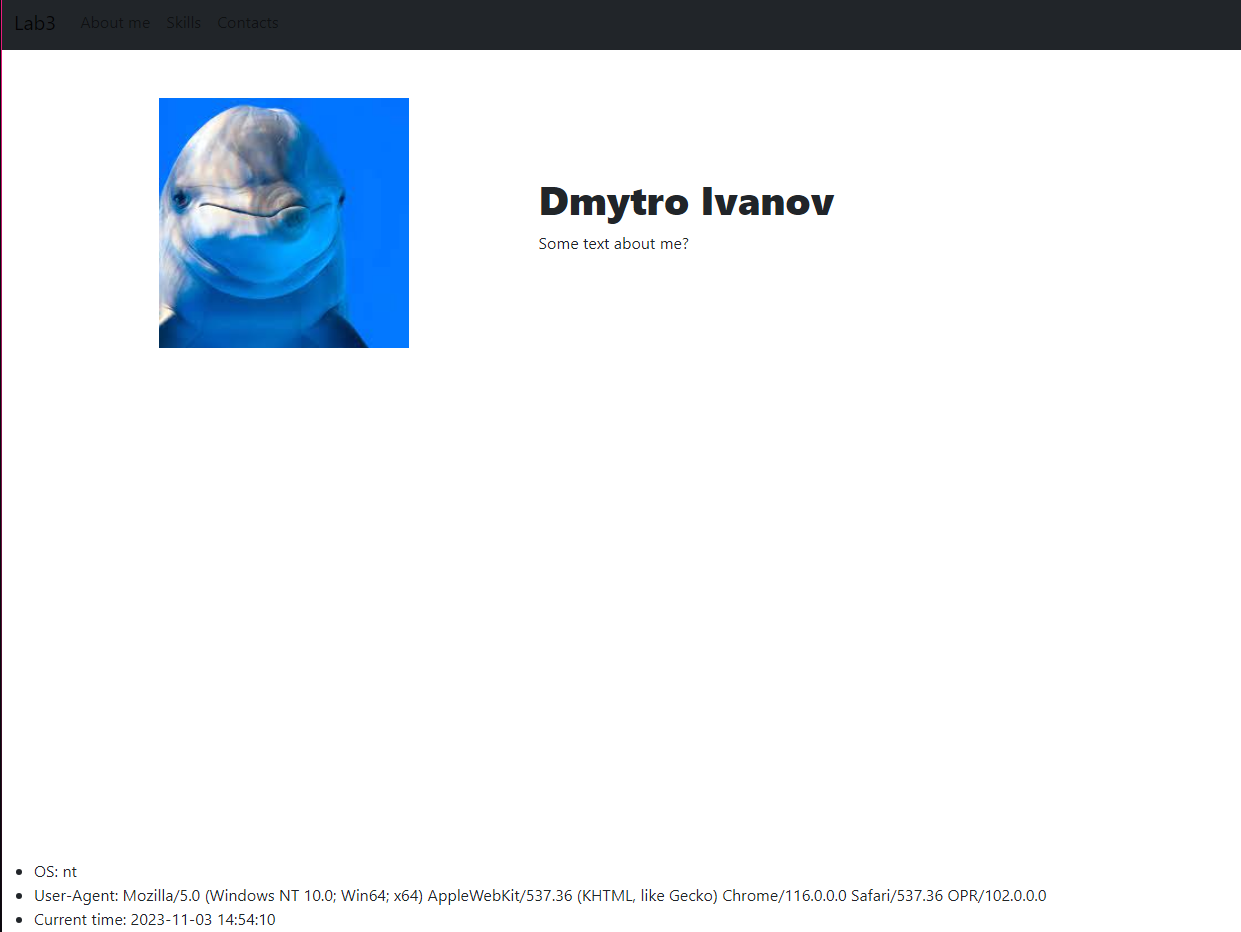 Lab3 About me Skills Contacts
Dmytro Ivanov
Some text about me?
OS: nt
User-Agent: Mozilla/5.0 (Windows NT 10.0; Win64; x64) AppleWebKit/537.36 (KHTML, like Gecko) Chrome/116.0.0.0 Safari/537.36 OPR/102.0.0.0
Current time: 2023-11-03 14:54:10